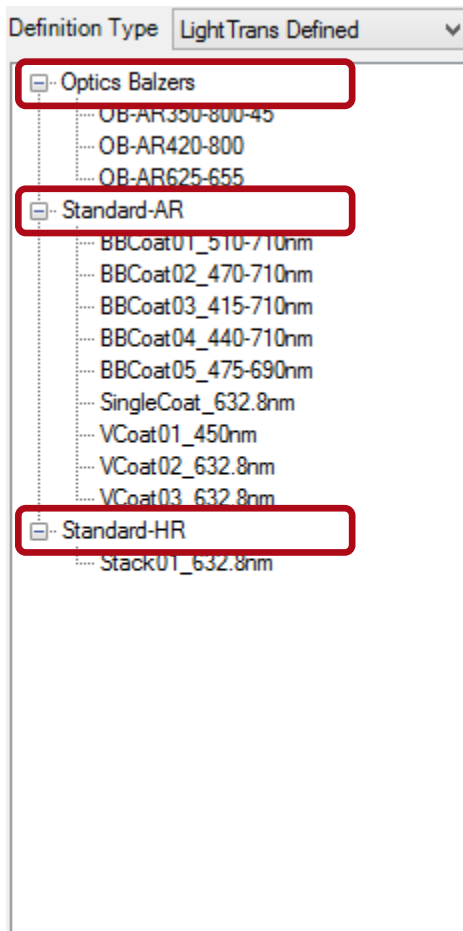 Definition Type LightTrans Defined
Optics Balzers
OB-AR350-800-45
OB-AR420-800
OB-AR625-655
Standard-AR
BBCoat01_510-710nm
BBCoat02_470-710nm
BBCoat03_415-710nm
BBCoat04_440-710nm
BBCoat05_475-690nm
SingleCoat_632.8nm
VCoat01_450nm
VCoat02_632.8nm
VCoat03_632.8nm
Standard-HR
Stack01_632.8nm